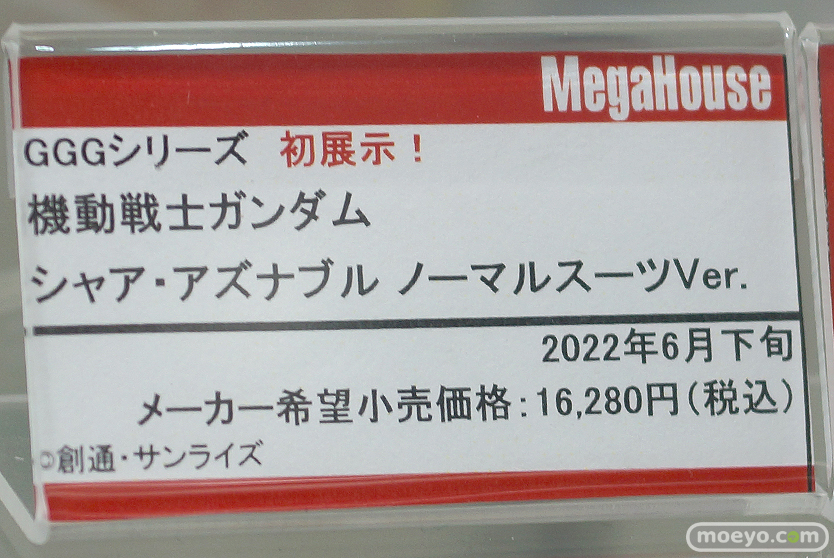 MegaHouse
GGGシリーズ 初展示！
機動戦士ガンダム
シャア・アズナブル ノーマルスーツVer.
2022年6月下旬
メーカー希望小売価格：16,280円（税込）
©創通・サンライズ
moeyo.com